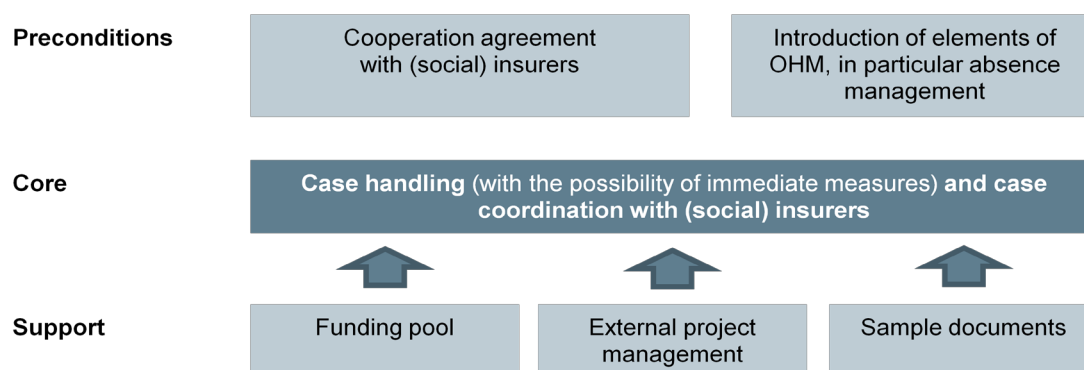 Preconditions
Cooperation agreement
with (social) insurers
Introduction of elements of
OHM, in particular absence
management
Core
Case handling (with the possibility of immediate measures) and case
coordination with (social) insurers
Support
Funding pool
External project
management
Sample documents